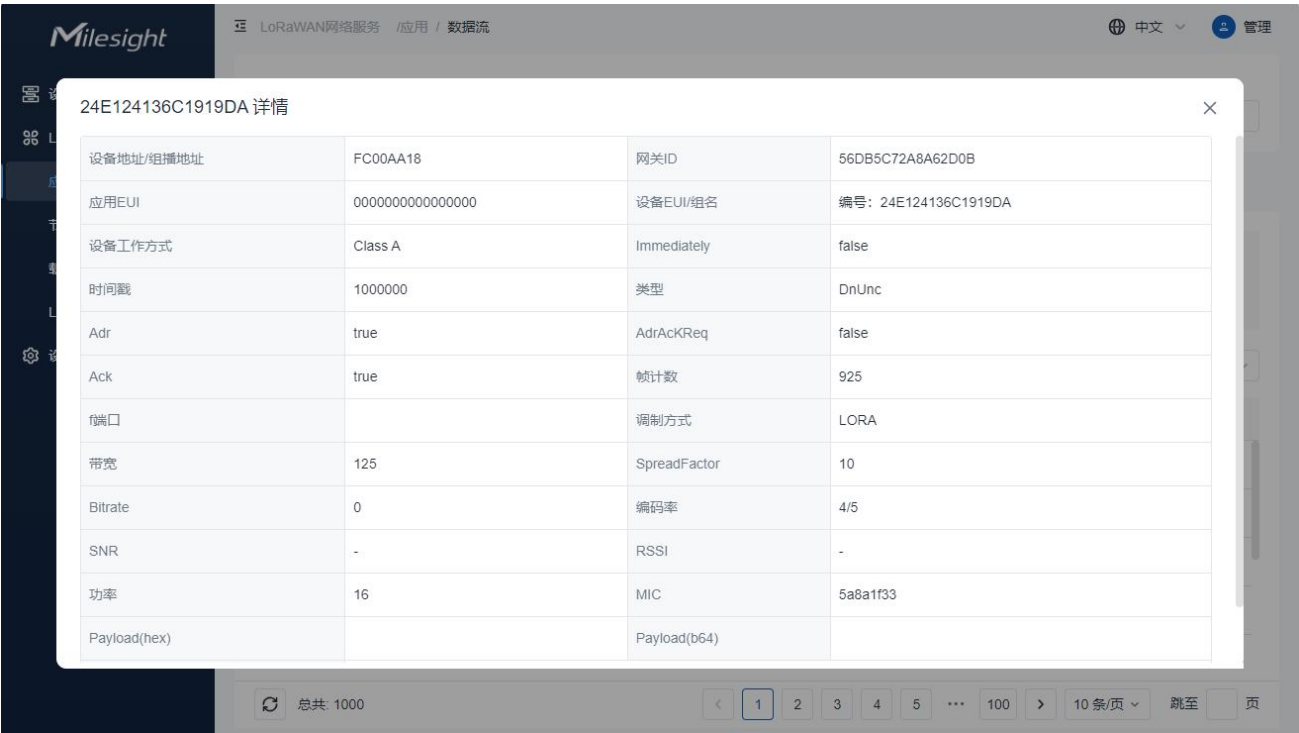 Milesight
LoRaWAN网络服务 /应用 / 数据流
中文
管理
24E124136C1919DA 详情
设备地址/组播地址 FC00AA18 网关ID 56DB5C72A8A62D0B
应用EUI 0000000000000000 设备EUI/组名 编号：24E124136C1919DA
设备工作方式 Class A Immediately false
时间戳 1000000 类型 DnUnc
Adr true AdrAcKReq false
Ack true 帧计数 925
f端口 调制方式 LORA
带宽 125 SpreadFactor 10
Bitrate 0 编码率 4/5
SNR - RSSI -
功率 16 MIC 5a8a1f33
Payload(hex) Payload(b64)
总共: 1000 1 2 3 4 5 ••• 100 10 条/页 跳至 页